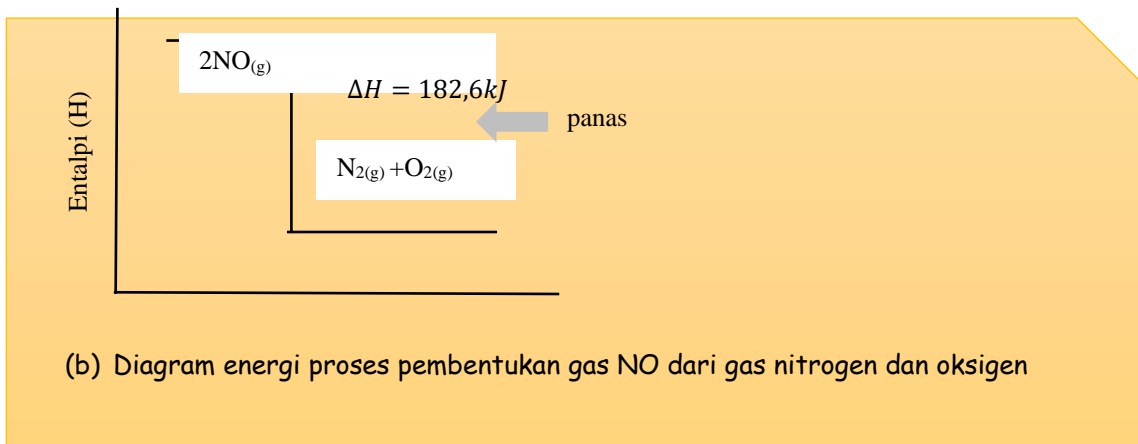 2NO(g)
ΔH = 182,6kJ
panas
Entalpi (H)
N2(g) +O2(g)
(b) Diagram energi proses pembentukan gas NO dari gas nitrogen dan oksigen